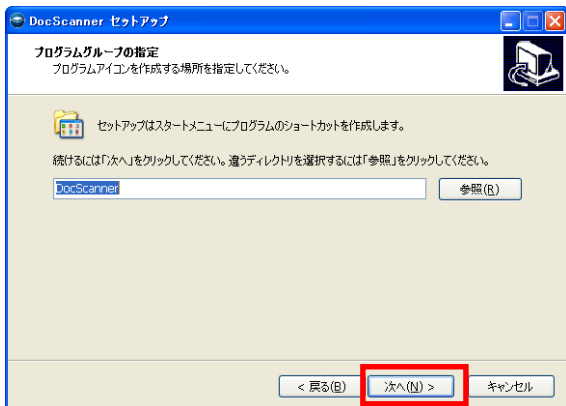 DocScanner セットアップ
プログラムグループの指定
プログラムアイコンを作成する場所を指定してください。
セットアップはスタートメニューにプログラムのショートカットを作成します。
続けるには「次へ」をクリックしてください。違うディレクトリを選択するには「参照」をクリックしてください。
DocScanner 参照(R)
< 戻る(B) 次へ(N) > キャンセル